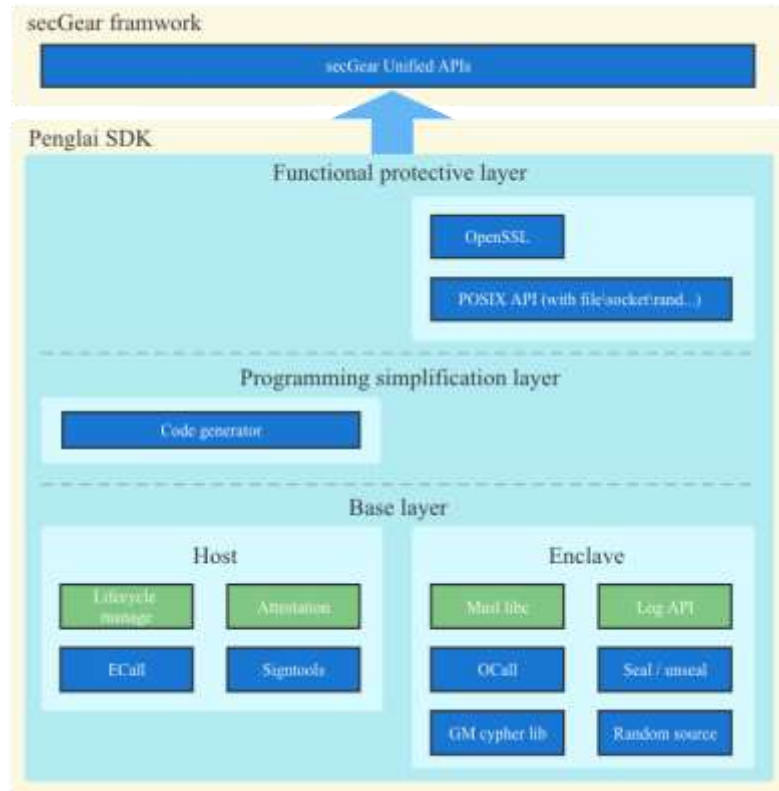 secGear framwork
secGear Unified APIs
Penglai SDK
Functional protective layer
OpenSSL
POSIX API (with file\socket\rand...)
Programming simplification layer
Code generator
Base layer
Host
Enclave
Lifecycle
manage
Attestation
Musl libc
Log API
ECall
Signtools
OCall
Seal / unseal
GM cypher lib
Random source